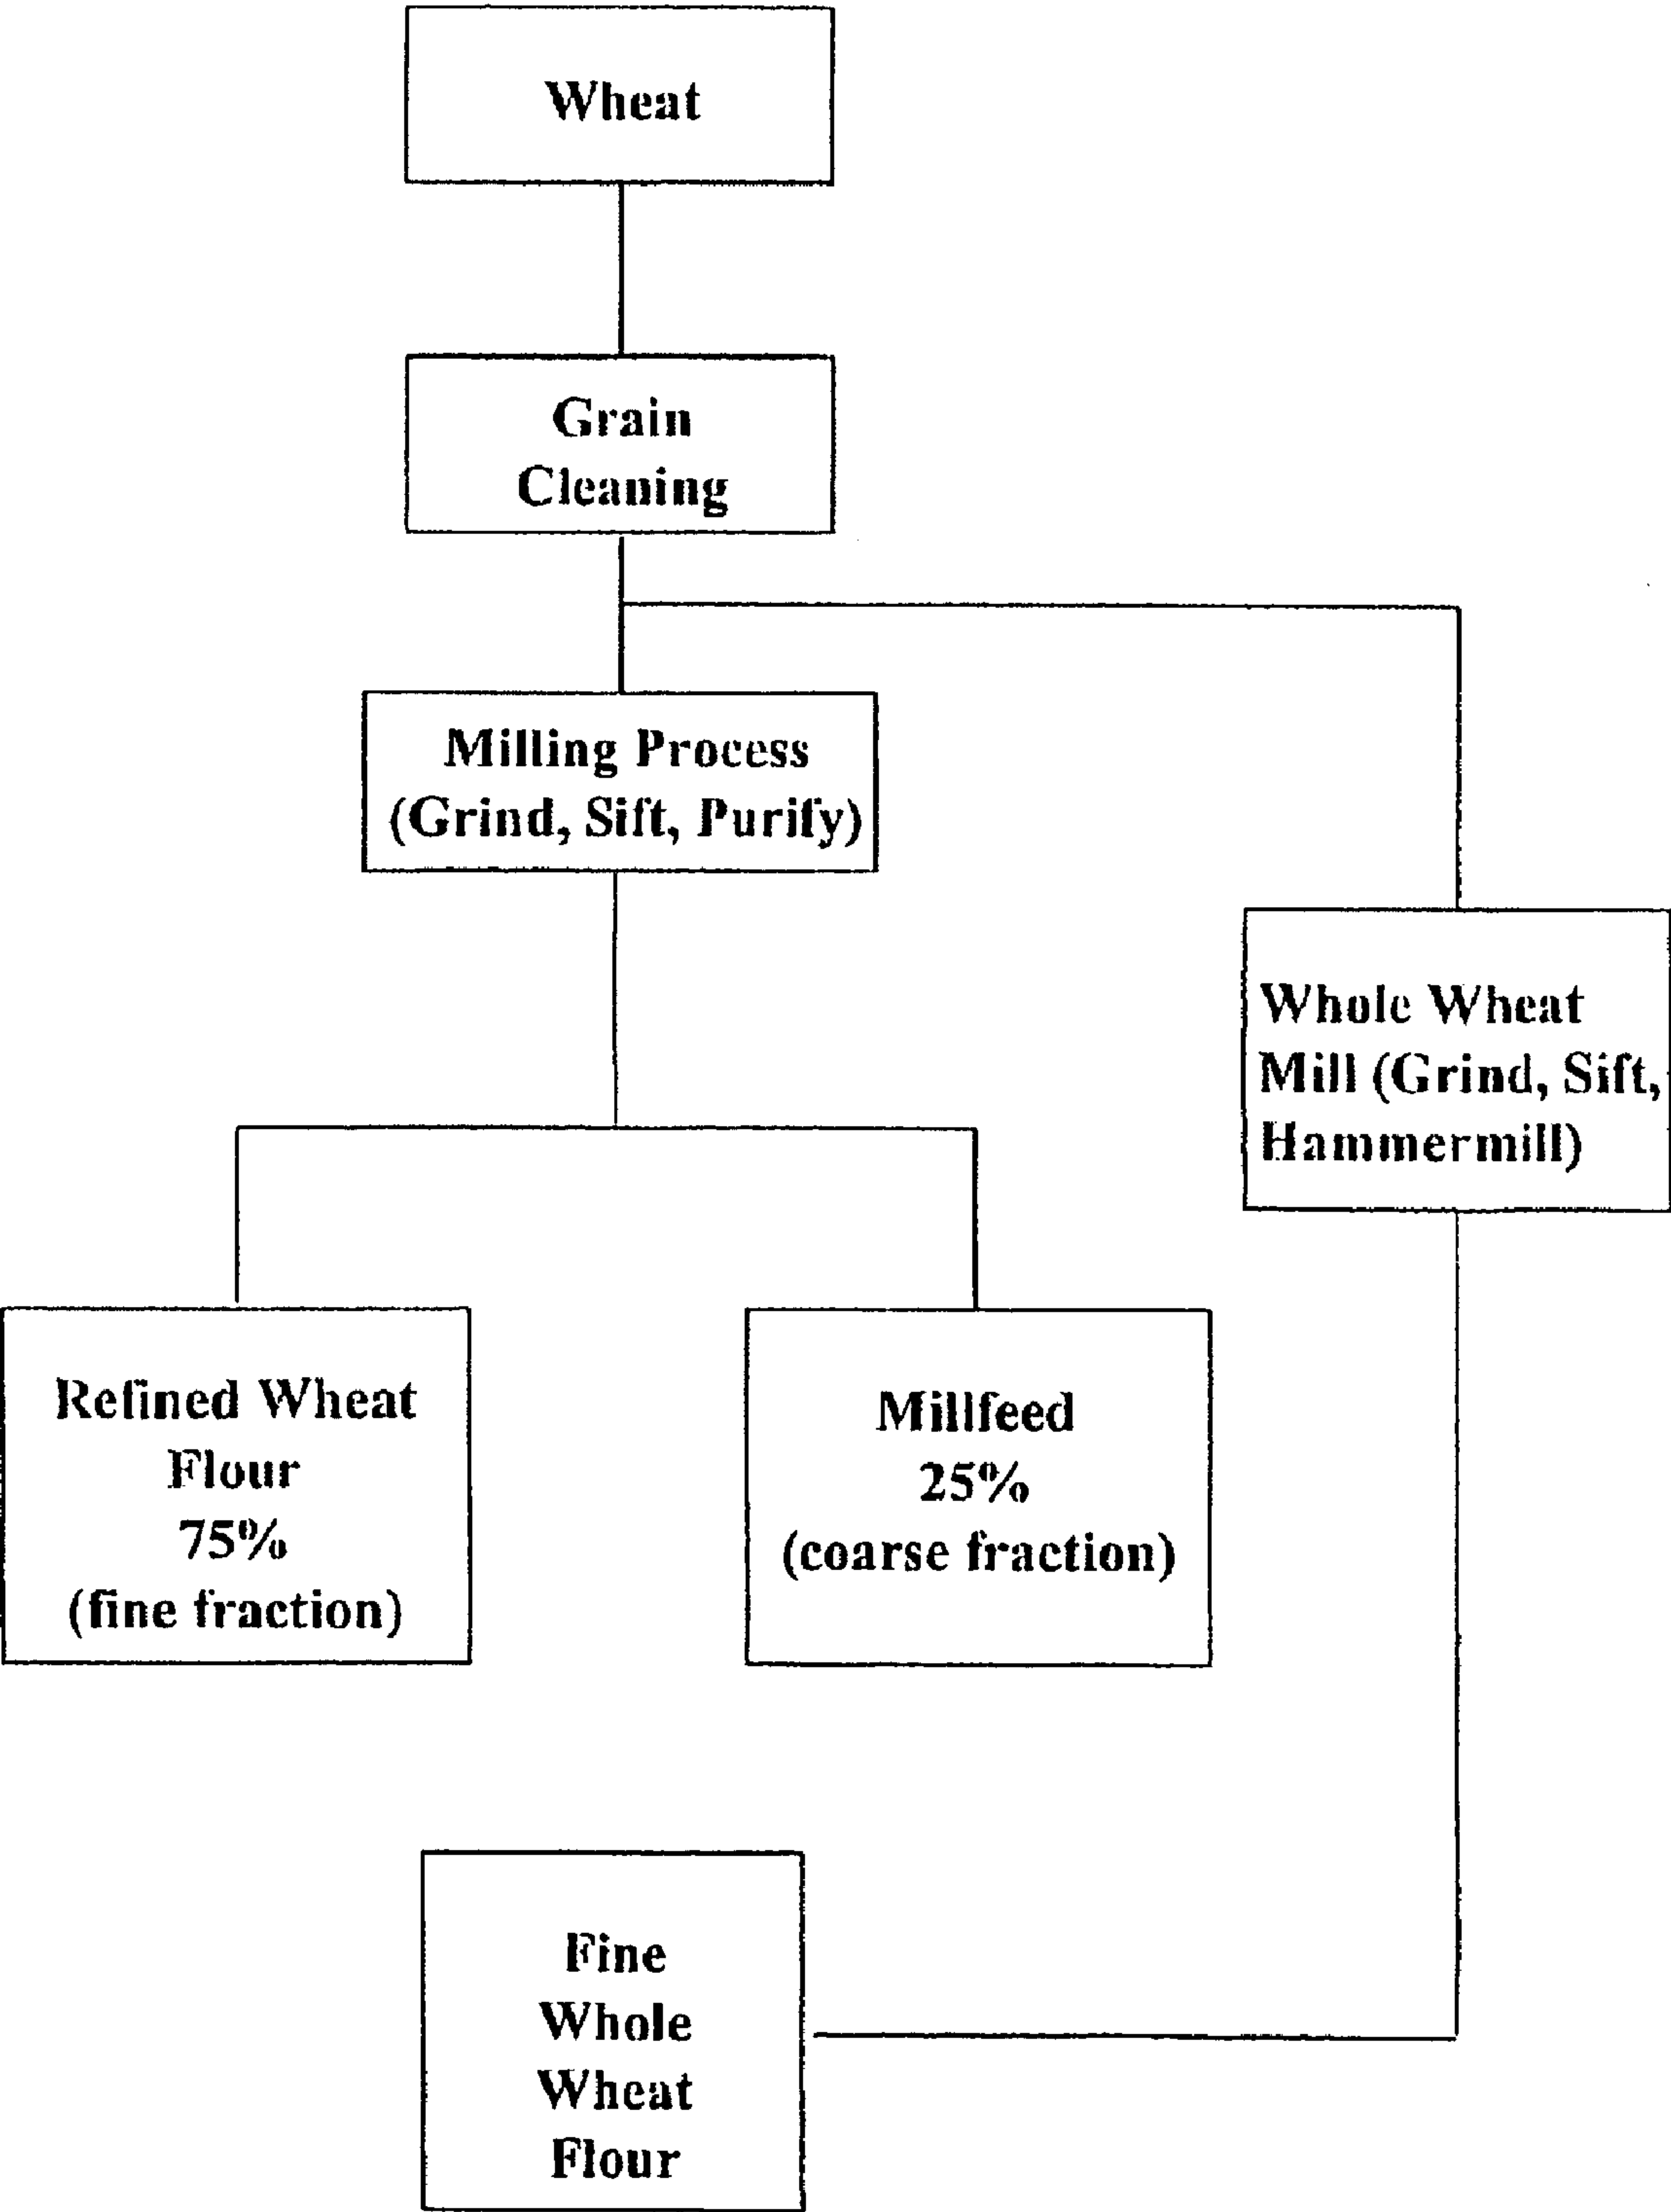 Wheat
Grain
Cleaning
Milling Process
(Grind, Sift, Purify)
Whole Wheat
Mill (Grind, Sift,
Hammermill)
Refined Wheat
Flour
75%
(fine fraction)
Millfeed
25%
(coarse fraction)
Fine
Whole
Wheat
Flour